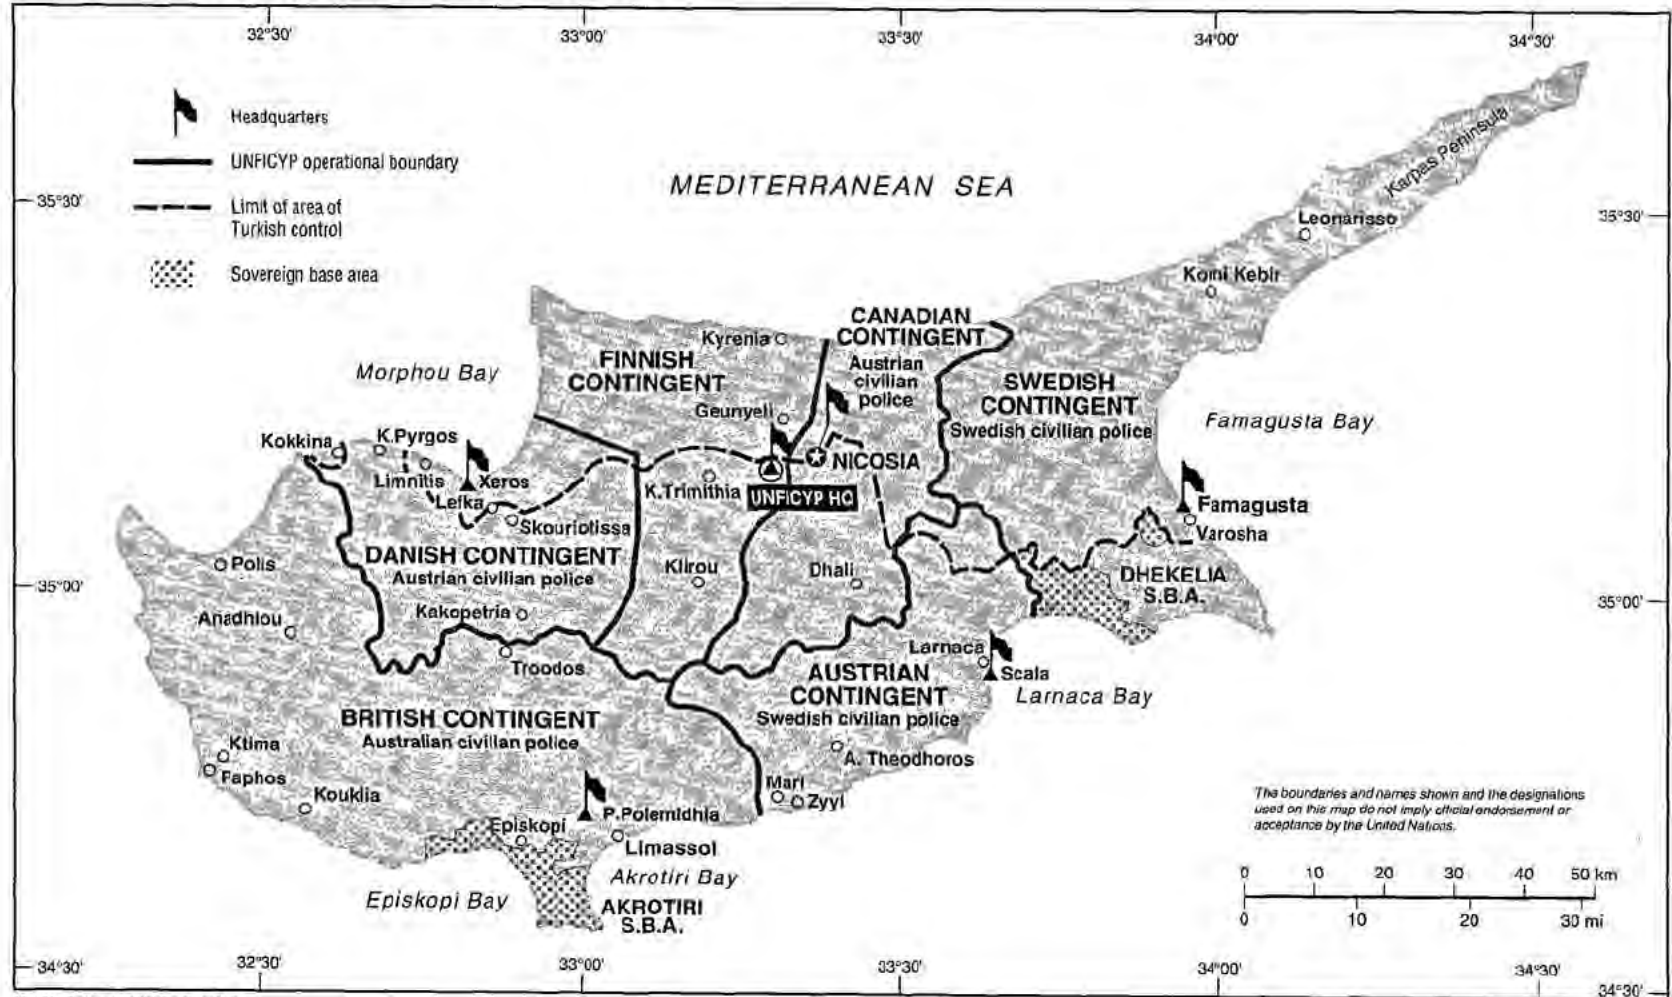 32°30'
33°00'
33°30'
34°00'
34°30'
Headquarters
UNFICYP operational boundary
Limit of area of
Turkish control
Sovereign base area
35°30'
35°30'
MEDITERRANEAN SEA
Karpas Peninsula
Leonarisso
Komi Kebir
CANADIAN
CONTINGENT
Austrian
civilian
police
Kyrenia
FINNISH
CONTINGENT
Morphou Bay
SWEDISH
CONTINGENT
Swedish civilian police
Geunyeli
Famagusta Bay
Kokkina
K.Pyrgos
Limnitis
Xeros
Lefka
Skouriotissa
NICOSIA
K.Trimithia
UNFICYP HQ
Famagusta
Varosha
DANISH CONTINGENT
Austrian civilian police
Polis
Klirou
Dhali
DHEKELIA
S.B.A.
35°00'
35°00'
Kakopetria
Anadhiou
Troodos
Larnaca
Scala
Larnaca Bay
AUSTRIAN
CONTINGENT
Swedish civilian police
BRITISH CONTINGENT
Australian civilian police
Ktima
Paphos
Kouklia
A. Theodhoros
Mari
Zyyi
P.Polemidhia
Episkopi
Limassol
Akrotiri Bay
Episkopi Bay
AKROTIRI
S.B.A.
The boundaries and names shown and the designations
used on this map do not imply official endorsement or
acceptance by the United Nations.
0 10 20 30 40 50 km
0 10 20 30 mi
34°30'
34°30'
32°30'
33°00'
33°30'
34°00'
34°30'